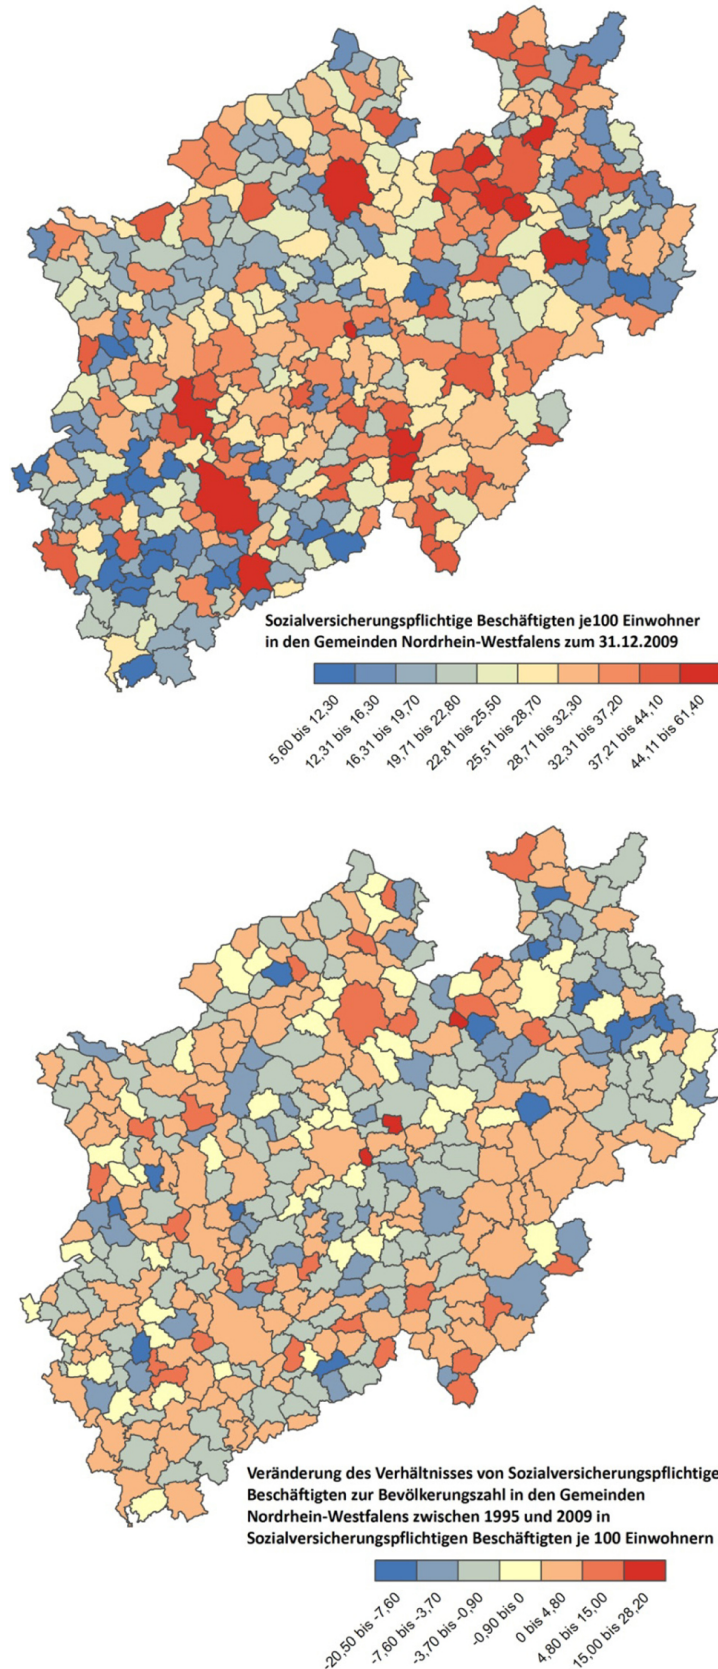 Sozialversicherungspflichtige Beschäftigten je100 Einwohner
in den Gemeinden Nordrhein-Westfalens zum 31.12.2009
5,60 bis 12,30
12,31 bis 16,30
16,31 bis 19,70
19,71 bis 22,80
22,81 bis 25,50
25,51 bis 28,70
28,71 bis 32,30
32,31 bis 37,20
37,21 bis 44,10
44,11 bis 61,40
Veränderung des Verhältnisses von Sozialversicherungspflichtige
Beschäftigten zur Bevölkerungszahl in den Gemeinden
Nordrhein-Westfalens zwischen 1995 und 2009 in
Sozialversicherungspflichtigen Beschäftigten je 100 Einwohnern
-20,50 bis -7,60
-7,60 bis -3,70
-3,70 bis -0,90
-0,90 bis 0
0 bis 4,80
4,80 bis 15,00
15,00 bis 28,20